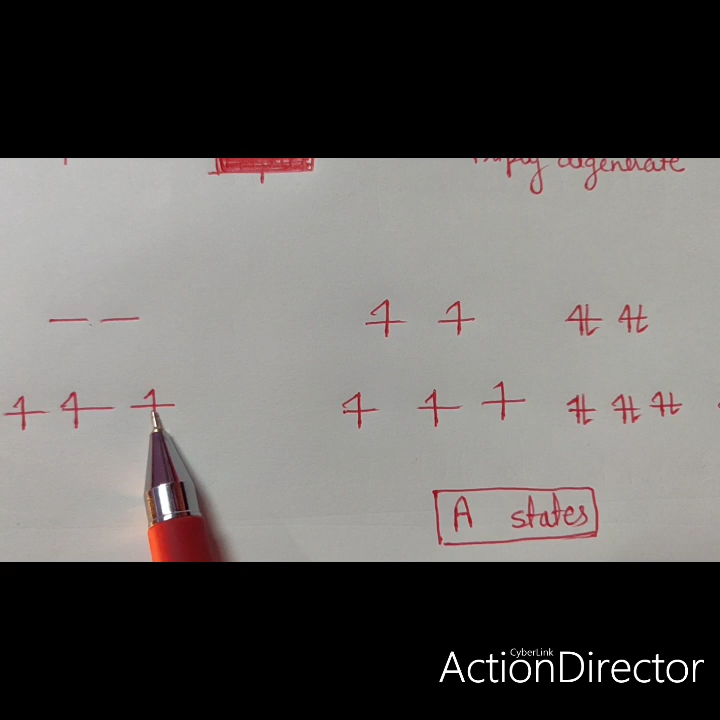 degenerate
A states
CyberLink
ActionDirector